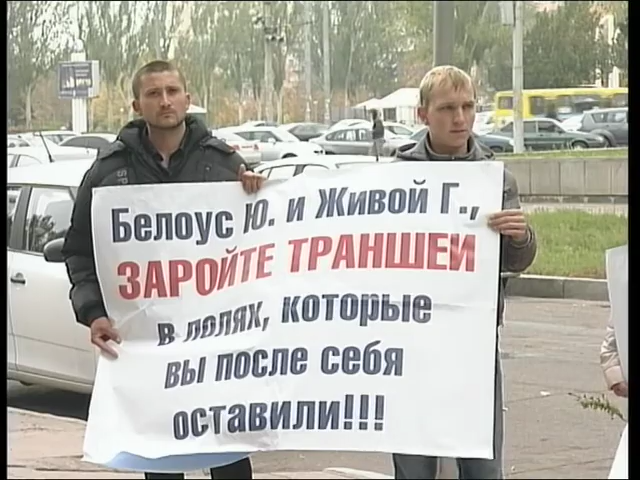 Белоус Ю. и Живой Г.,
ЗАРОЙТЕ ТРАНШЕИ
в полях, которые
вы после себя
оставили!!!